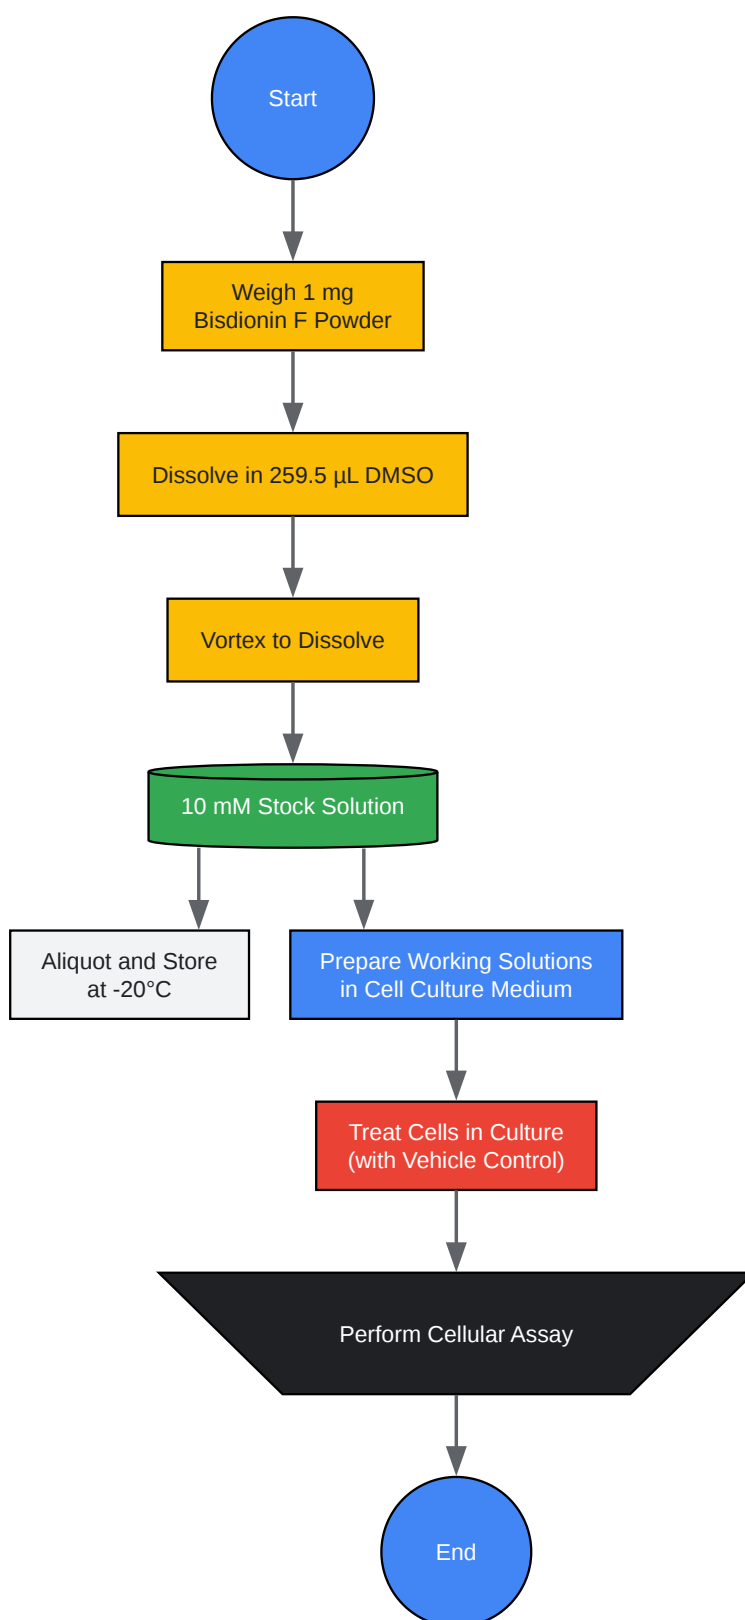 Start
Weigh 1 mg
Bisdionin F Powder
Dissolve in 259.5 µL DMSO
Vortex to Dissolve
10 mM Stock Solution
Aliquot and Store
at -20°C
Prepare Working Solutions
in Cell Culture Medium
Treat Cells in Culture
(with Vehicle Control)
Perform Cellular Assay
End